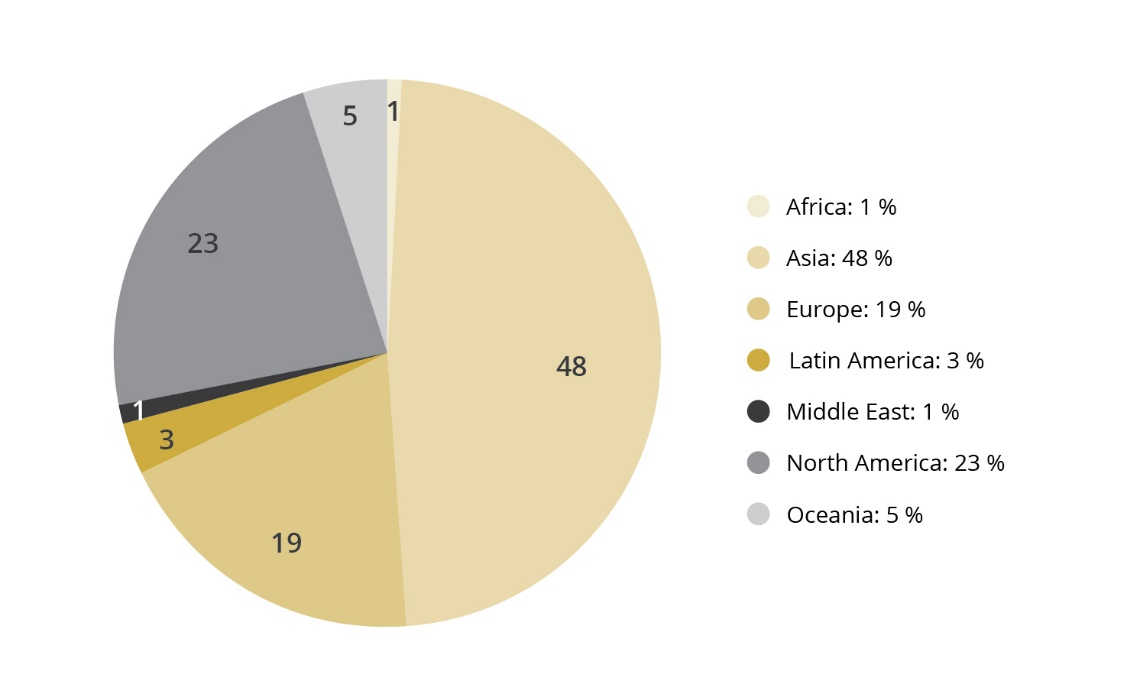 5
1
23
48
1
3
19
Africa: 1 %
Asia: 48 %
Europe: 19 %
Latin America: 3 %
Middle East: 1 %
North America: 23 %
Oceania: 5 %